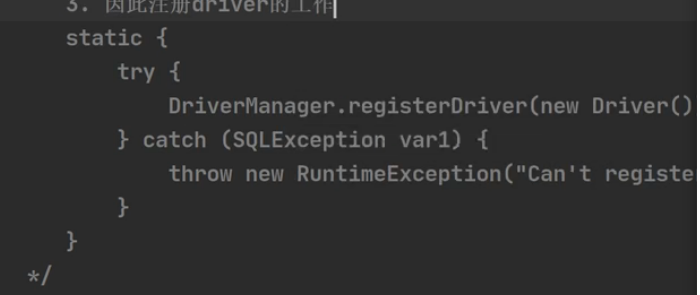 3. 因此注册driver的工作
static {
try {
DriverManager.registerDriver(new Driver()
} catch (SQLException var1) {
throw new RuntimeException("Can't registe
}
}
*/